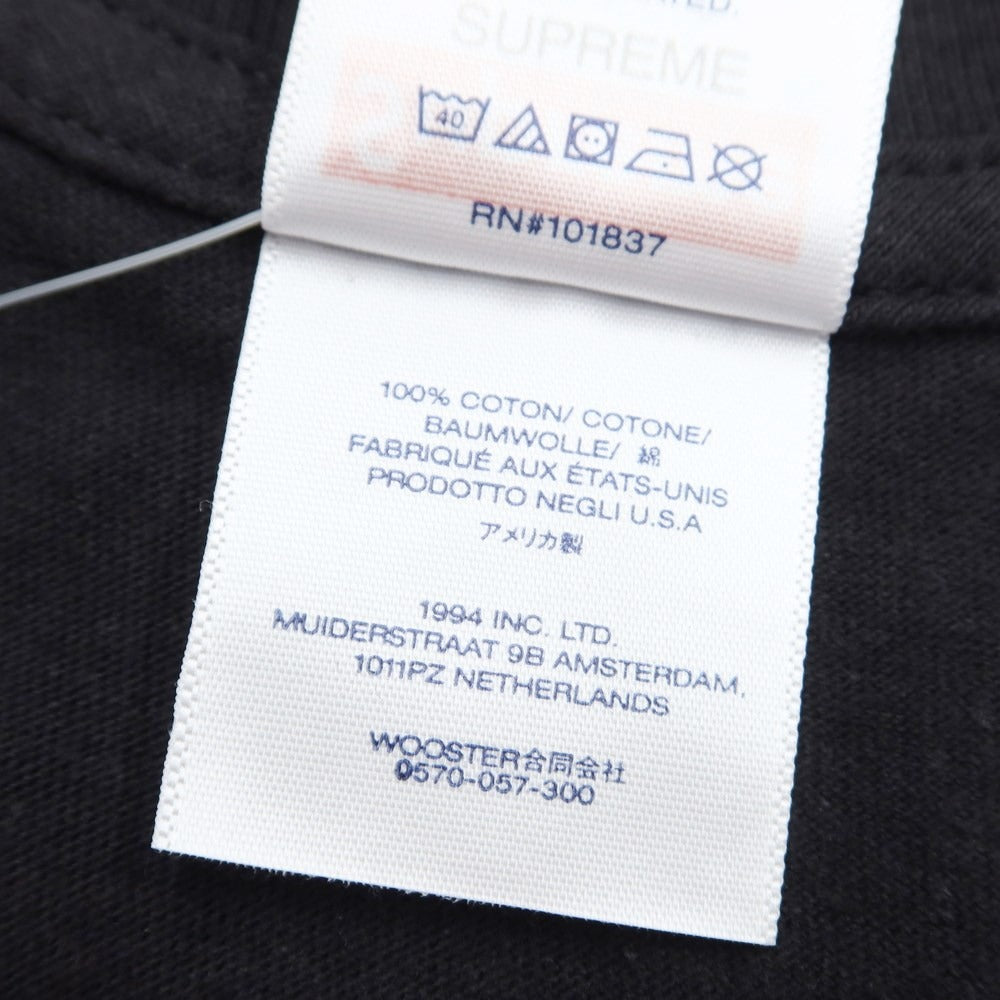 SUPREME
40
RN#101837
100% COTON/ COTONE/
BAUMWOLLE/ 綿
FABRIQUÉ AUX ÉTATS-UNIS
PRODOTTO NEGLI U.S.A
アメリカ製
1994 INC. LTD.
MUIDERSTRAAT 9B AMSTERDAM,
1011PZ NETHERLANDS
WOOSTER合同会社
0570-057-300